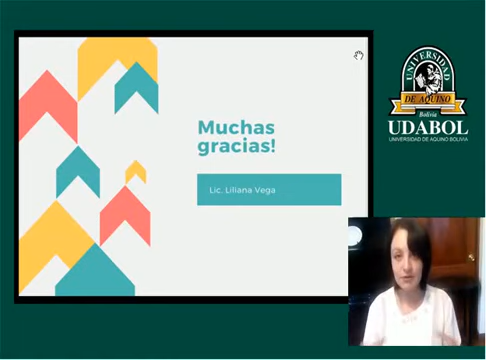 Muchas
gracias!
Lic. Liliana Vega
UNIVERSIDAD
DE AQUINO
Bolivia
UDABOL
UNIVERSIDAD DE AQUINO BOLIVIA